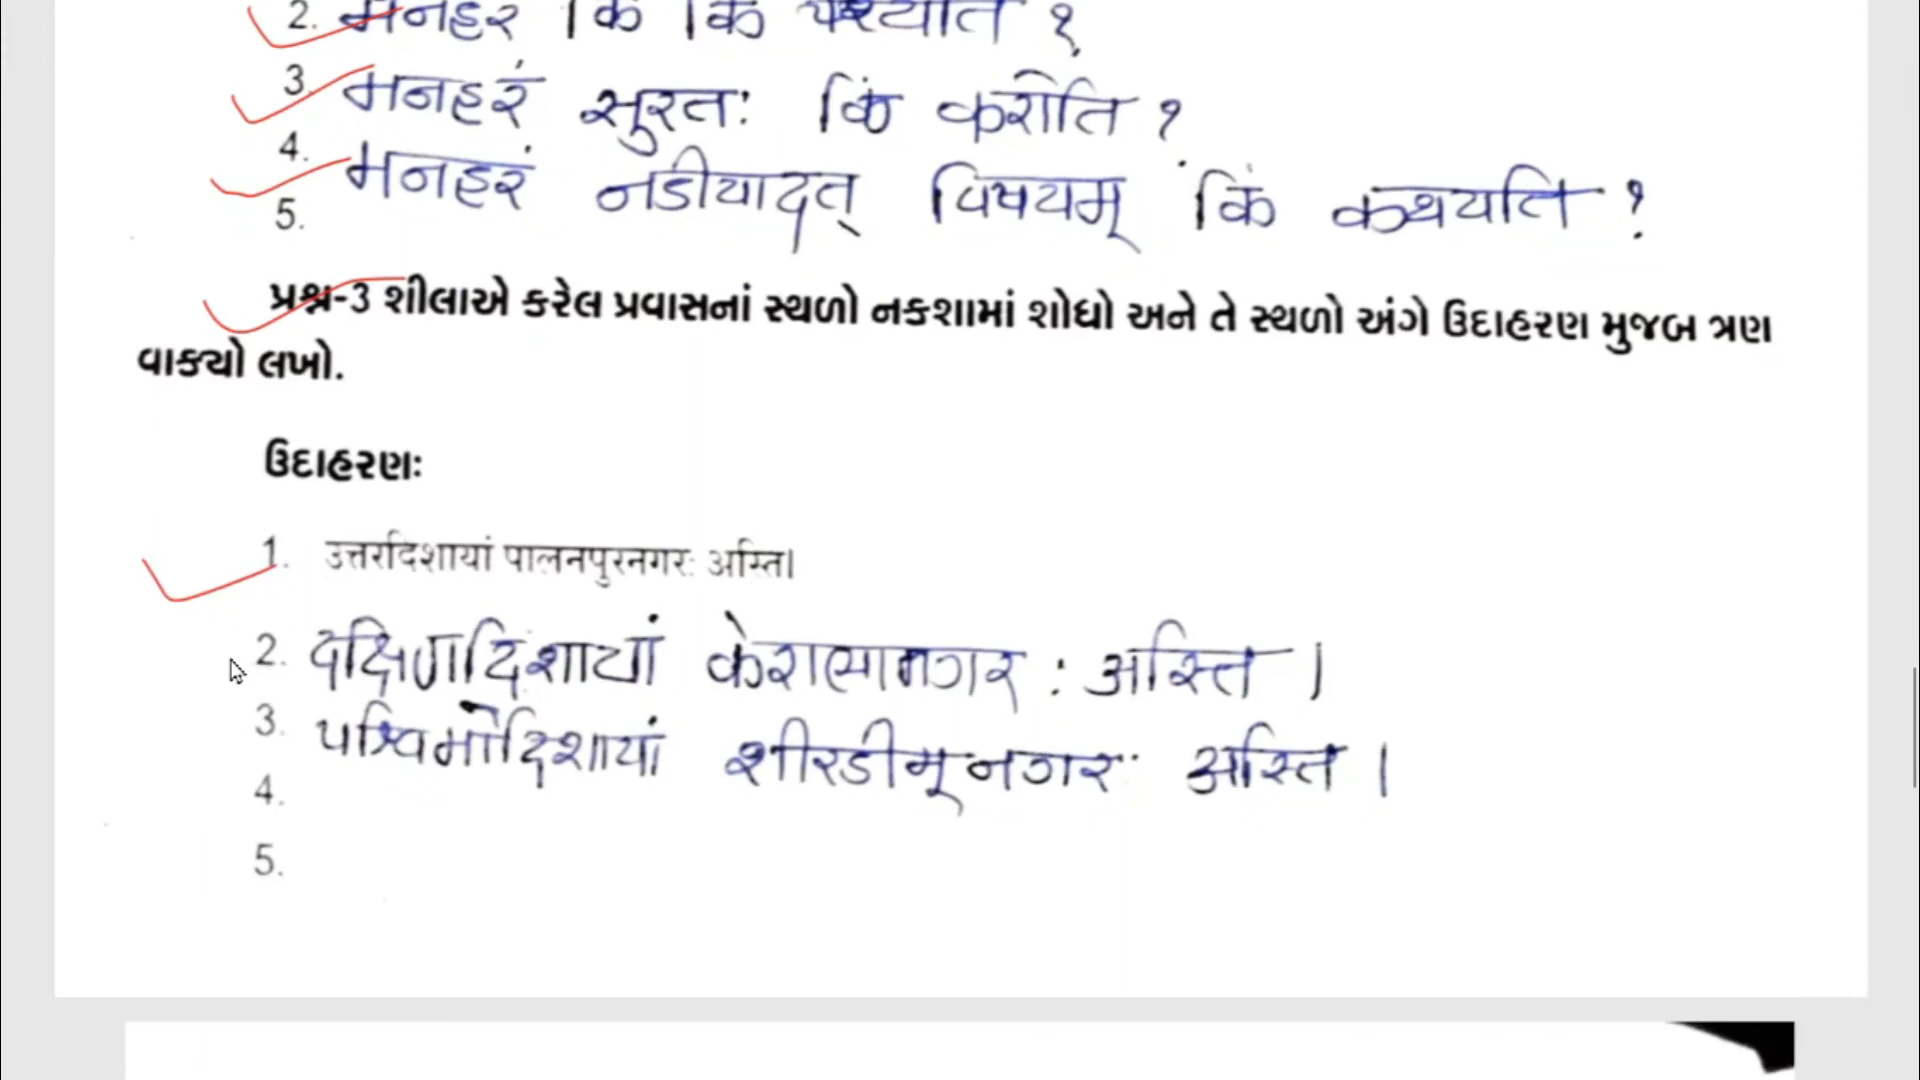 2. मनहरं किं किं पश्यति ?
3. मनहरं सुरतः किं करोति ?
4. मनहरं नडीयादत् विषयम् किं कथयति ?
5.
પ્રશ્ન-3 શીલાએ કરેલ પ્રવાસનાં સ્થળો નકશામાં શોધો અને તે સ્થળો અંગે ઉદાહરણ મુજબ ત્રણ
વાક્યો લખો.
ઉદાહરણઃ
1. उत्तरदिशायां पालनपुरनगरः अस्ति।
2. दक्षिणदिशायां केरालानगर : अस्ति ।
3. पश्चिमोदिशायां शीरडीमूनगरः अस्ति ।
4.
5.